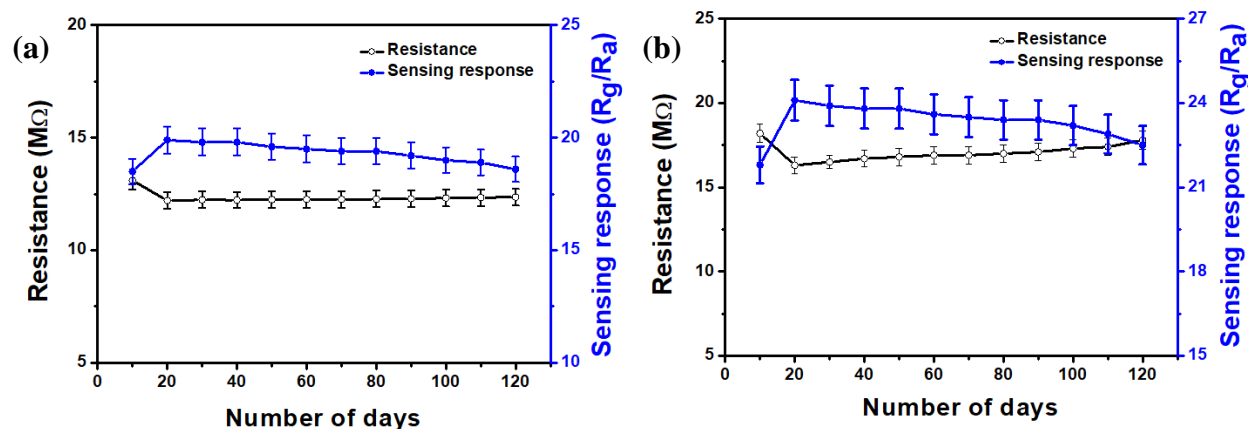 (a)
Resistance
Sensing response
Resistance (MΩ)
20
15
10
5
Sensing response (Rg/Ra)
25
20
15
10
0 20 40 60 80 100 120
Number of days
(b)
Resistance
Sensing response
Resistance (MΩ)
25
20
15
10
5
Sensing response (Rg/Ra)
27
24
21
18
15
0 20 40 60 80 100 120
Number of days